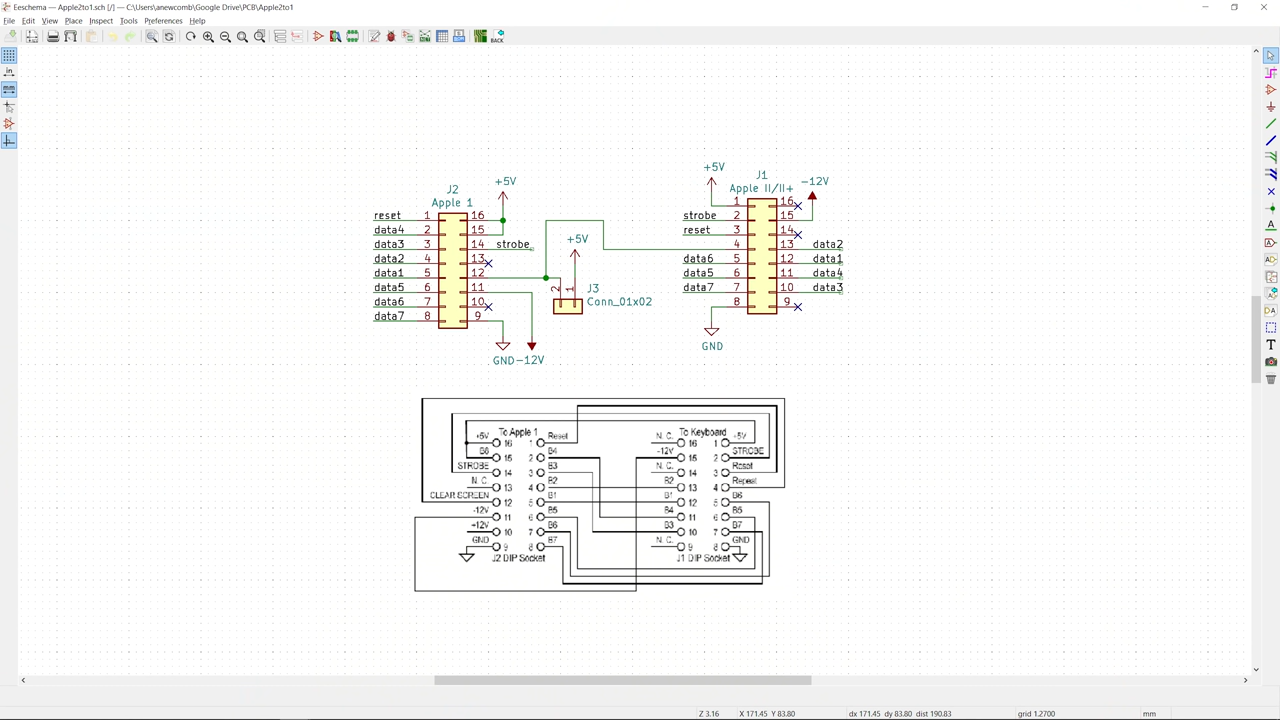 Eeschema — Apple2to1.sch [/] — C:\Users\anewcomb\Google Drive\PCB\Apple2to1
File Edit View Place Inspect Tools Preferences Help
BACK
in
mm
+5V
J2
Apple 1
reset 1 16
data4 2 15
data3 3 14 strobe
data2 4 13
data1 5 12
data5 6 11
data6 7 10
data7 8 9
GND
-12V
+5V
2 1
J3
Conn_01x02
+5V
J1
Apple II/II+
-12V
1 16
strobe 2 15
reset 3 14
4 13 data2
data6 5 12 data1
data5 6 11 data4
data7 7 10 data3
8 9
GND
To Apple 1
+5V 16 1 Reset
B8 15 2 B4
STROBE 14 3 B3
N. C. 13 4 B2
CLEAR SCREEN 12 5 B1
-12V 11 6 B5
+12V 10 7 B6
GND 9 8 B7
J2 DIP Socket
To Keyboard
N. C. 16 1 +5V
-12V 15 2 STROBE
N. C. 14 3 Reset
B2 13 4 Repeat
B1 12 5 B6
B4 11 6 B5
B3 10 7 B7
N. C. 9 8 GND
J1 DIP Socket
A
T
Z 3.16 X 171.45 Y 83.80 dx 171.45 dy 83.80 dist 190.83 grid 1.2700 mm